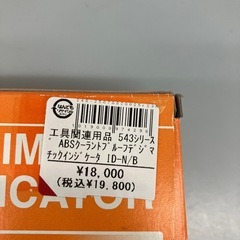 工具関連用品 543シリーズ
ABSクーラントプルーフデジマ
チックインジケータ ID-N/B
¥18,000
(税込¥19,800)
IM
ICATOR